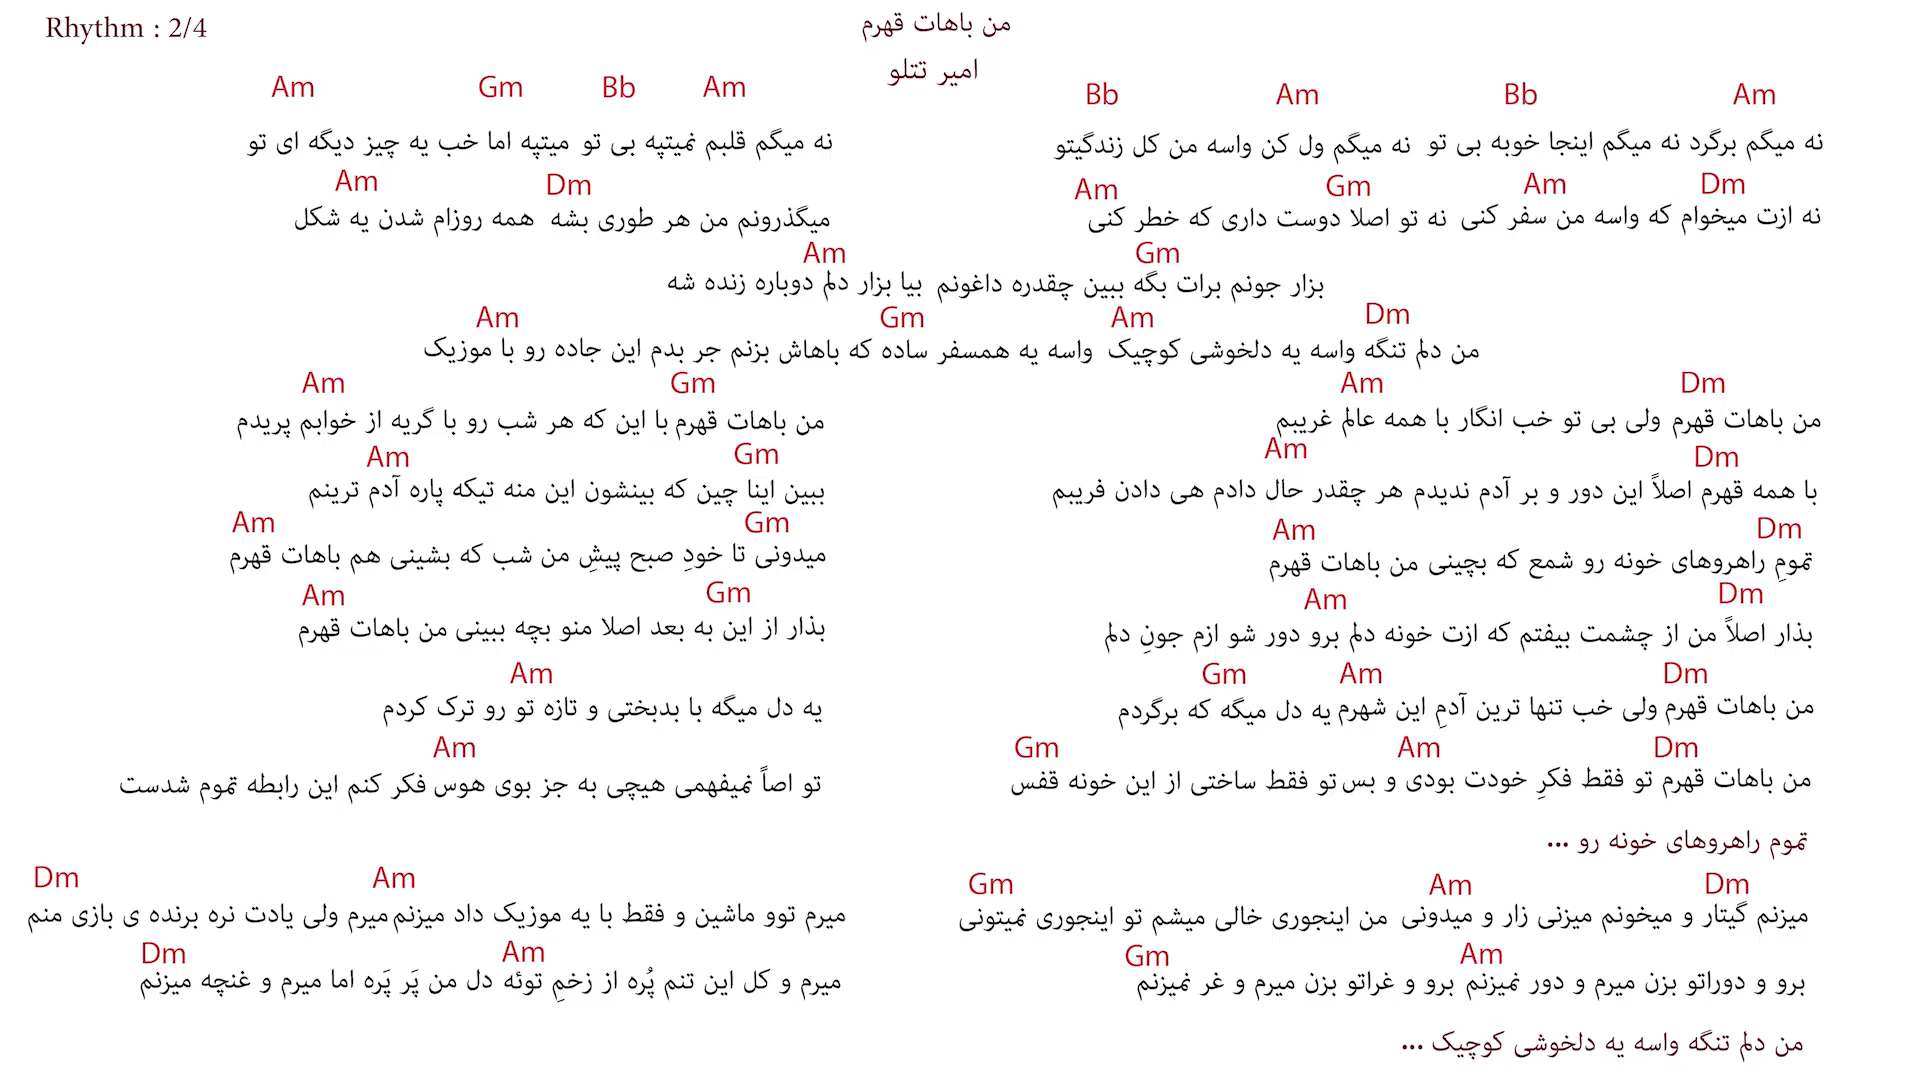 Rhythm : 2/4
من باهات قهرم
امیر تتلو
Bb Am Bb Am
نه میگم برگرد نه میگم اینجا خوبه بی تو نه میگم ول کن واسه من کل زندگیتو
Am Gm Bb Am
نه میگم قلبم نمیتپه بی تو میتپه اما خب یه چیز دیگه ای تو
Am Gm Am Dm
نه ازت میخوام که واسه من سفر کنی نه تو اصلا دوست داری که خطر کنی
Am Dm
میگذرونم من هر طوری بشه همه روزام شدن یه شکل
Am Gm
بزار جونم برات بگه ببین چقدره داغونم بیا بزار دلم دوباره زنده شه
Am Gm Am Dm
من دلم تنگه واسه یه دلخوشی کوچیک واسه یه همسفر ساده که باهاش بزنم جر بدم این جاده رو با موزیک
Am Dm
من باهات قهرم ولی بی تو خب انگار با همه عالم غریبم
Am Gm
من باهات قهرم با این که هر شب رو با گریه از خوابم پریدم
Am Dm
با همه قهرم اصلاً این دور و بر آدم ندیدم هر چقدر حال دادم هی دادن فریبم
Am Gm
ببین اینا چین که بینشون این منه تیکه پاره آدم ترینم
Am Dm
تمومِ راهروهای خونه رو شمع که بچینی من باهات قهرم
Am Gm
میدونی تا خودِ صبح پیشِ من شب که بشینی هم باهات قهرم
Am Dm
بذار اصلاً من از چشمت بیفتم که ازت خونه دلم برو دور شو ازم جونِ دلم
Am Gm
بذار از این به بعد اصلا منو بچه ببینی من باهات قهرم
Gm Am Dm
من باهات قهرم ولی خب تنها ترین آدمِ این شهرم یه دل میگه که برگردم
Am
یه دل میگه با بدبختی و تازه تو رو ترک کردم
Gm Am Dm
من باهات قهرم تو فقط فکرِ خودت بودی و بس تو فقط ساختی از این خونه قفس
Am
تو اصاً نمیفهمی هیچی به جز بوی هوس فکر کنم این رابطه تموم شدست
تموم راهروهای خونه رو ...
Gm Am Dm
میزنم گیتار و میخونم میزنی زار و میدونی من اینجوری خالی میشم تو اینجوری نمیتونی
Dm Am
میرم توو ماشین و فقط با یه موزیک داد میزنم میرم ولی یادت نره برنده ی بازی منم
Gm Am
برو و دوراتو بزن میرم و دور نمیزنم برو و غراتو بزن میرم و غر نمیزنم
Dm Am
میرم و کل این تنم پُره از زخمِ توئه دل من پَر پَره اما میرم و غنچه میزنم
من دلم تنگه واسه یه دلخوشی کوچیک ...